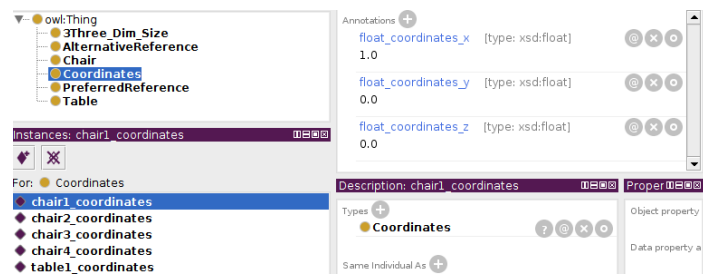 owl:Thing
3Three_Dim_Size
AlternativeReference
Chair
Coordinates
PreferredReference
Table
Instances: chair1_coordinates
For: Coordinates
chair1_coordinates
chair2_coordinates
chair3_coordinates
chair4_coordinates
table1_coordinates
Annotations
float_coordinates_x [type: xsd:float]
1.0
float_coordinates_y [type: xsd:float]
0.0
float_coordinates_z [type: xsd:float]
0.0
Description: chair1_coordinates
Types
Coordinates
Same Individual As
Proper
Object property
Data property a